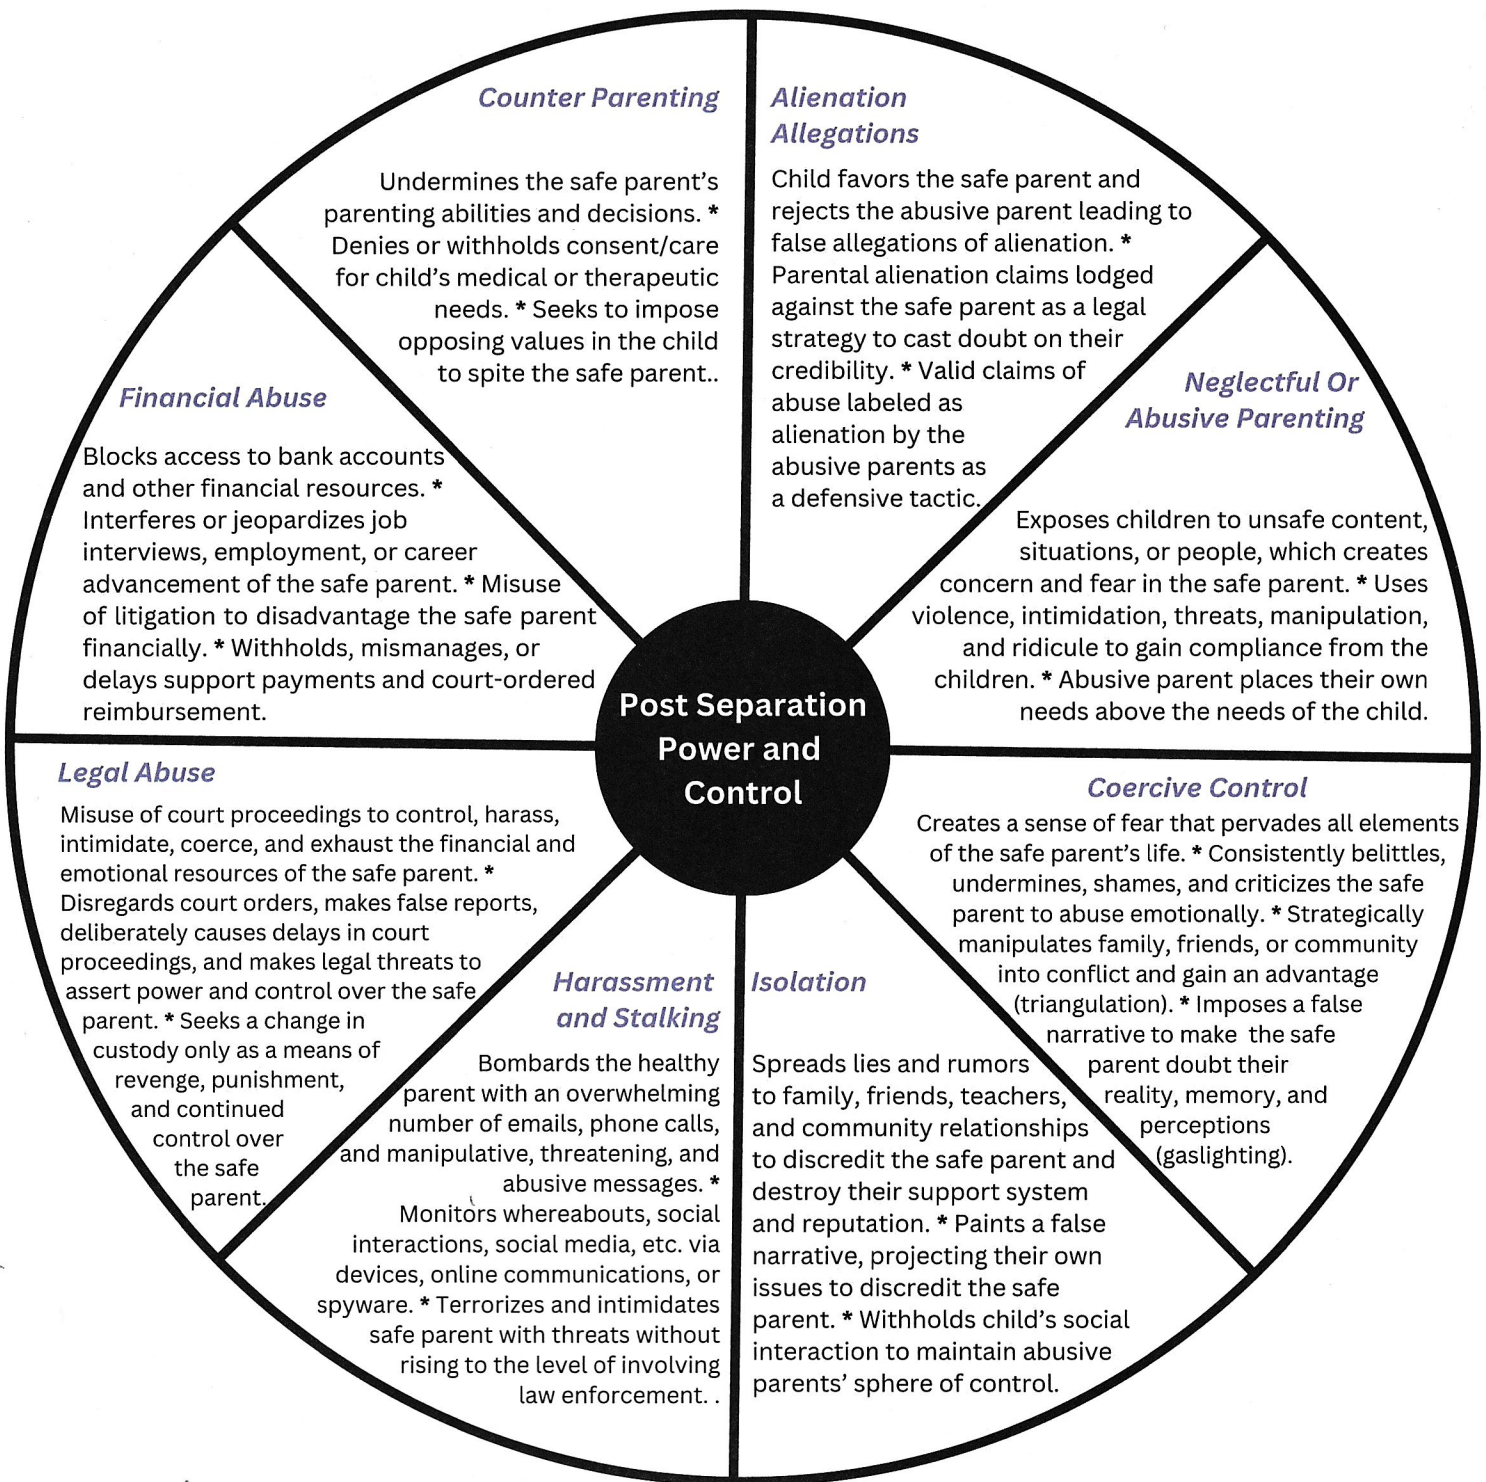 Counter Parenting
Undermines the safe parent's
parenting abilities and decisions. *
Denies or withholds consent/care
for child's medical or therapeutic
needs. * Seeks to impose
opposing values in the child
to spite the safe parent..
Alienation
Allegations
Child favors the safe parent and
rejects the abusive parent leading to
false allegations of alienation. *
Parental alienation claims lodged
against the safe parent as a legal
strategy to cast doubt on their
credibility. * Valid claims of
abuse labeled as
alienation by the
abusive parents as
a defensive tactic.
Neglectful Or
Abusive Parenting
Exposes children to unsafe content,
situations, or people, which creates
concern and fear in the safe parent. * Uses
violence, intimidation, threats, manipulation,
and ridicule to gain compliance from the
children. * Abusive parent places their own
needs above the needs of the child.
Coercive Control
Creates a sense of fear that pervades all elements
of the safe parent's life. * Consistently belittles,
undermines, shames, and criticizes the safe
parent to abuse emotionally. * Strategically
manipulates family, friends, or community
into conflict and gain an advantage
(triangulation). * Imposes a false
narrative to make the safe
parent doubt their
reality, memory, and
perceptions
(gaslighting).
Isolation
Spreads lies and rumors
to family, friends, teachers,
and community relationships
to discredit the safe parent and
destroy their support system
and reputation. * Paints a false
narrative, projecting their own
issues to discredit the safe
parent. * Withholds child's social
interaction to maintain abusive
parents' sphere of control.
Harassment
and Stalking
Bombards the healthy
parent with an overwhelming
number of emails, phone calls,
and manipulative, threatening, and
abusive messages. *
Monitors whereabouts, social
interactions, social media, etc. via
devices, online communications, or
spyware. * Terrorizes and intimidates
safe parent with threats without
rising to the level of involving
law enforcement. .
Legal Abuse
Misuse of court proceedings to control, harass,
intimidate, coerce, and exhaust the financial and
emotional resources of the safe parent. *
Disregards court orders, makes false reports,
deliberately causes delays in court
proceedings, and makes legal threats to
assert power and control over the safe
parent. * Seeks a change in
custody only as a means of
revenge, punishment,
and continued
control over
the safe
parent.
Financial Abuse
Blocks access to bank accounts
and other financial resources. *
Interferes or jeopardizes job
interviews, employment, or career
advancement of the safe parent. * Misuse
of litigation to disadvantage the safe parent
financially. * Withholds, mismanages, or
delays support payments and court-ordered
reimbursement.
Post Separation
Power and
Control